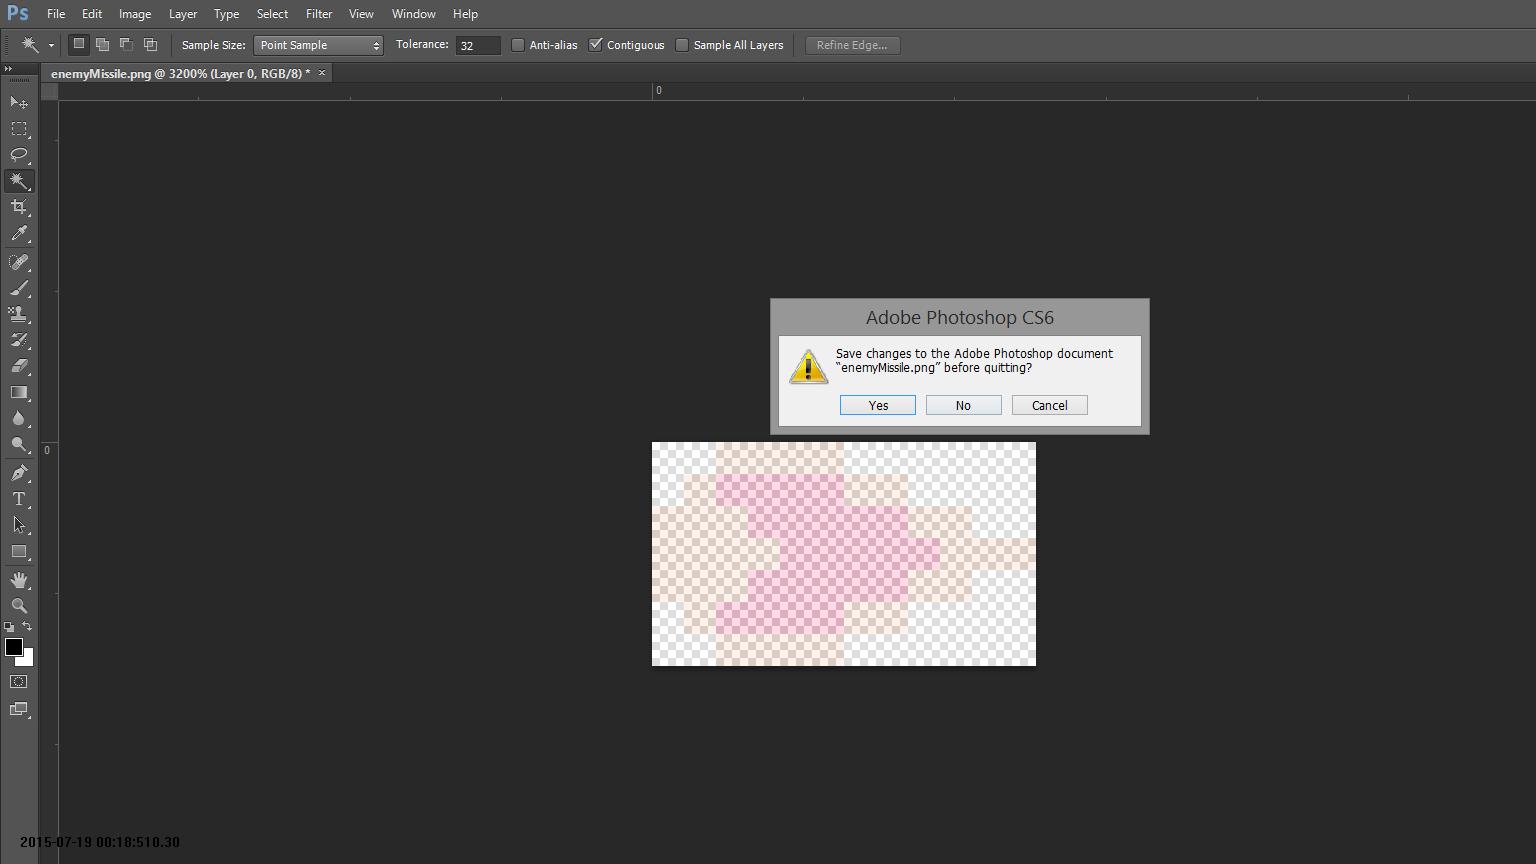 Ps File Edit Image Layer Type Select Filter View Window Help
Sample Size: Point Sample Tolerance: 32 Anti-alias Contiguous Sample All Layers Refine Edge...
enemyMissile.png @ 3200% (Layer 0, RGB/8) * ×
0
Adobe Photoshop CS6
Save changes to the Adobe Photoshop document
“enemyMissile.png” before quitting?
Yes No Cancel
0
2015-07-19 00:18:510.30